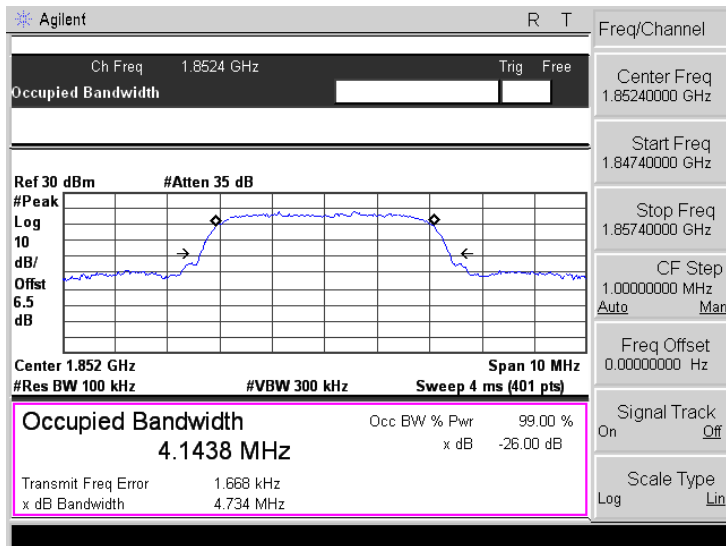 Agilent R T
Ch Freq 1.8524 GHz Trig Free
Occupied Bandwidth
Ref 30 dBm #Atten 35 dB
#Peak
Log
10
dB/
Offst
6.5
dB
Center 1.852 GHz Span 10 MHz
#Res BW 100 kHz #VBW 300 kHz Sweep 4 ms (401 pts)
Occupied Bandwidth
4.1438 MHz
Occ BW % Pwr 99.00 %
x dB -26.00 dB
Transmit Freq Error 1.668 kHz
x dB Bandwidth 4.734 MHz
Freq/Channel
Center Freq
1.85240000 GHz
Start Freq
1.84740000 GHz
Stop Freq
1.85740000 GHz
CF Step
1.00000000 MHz
Auto Man
Freq Offset
0.00000000 Hz
Signal Track
On Off
Scale Type
Log Lin